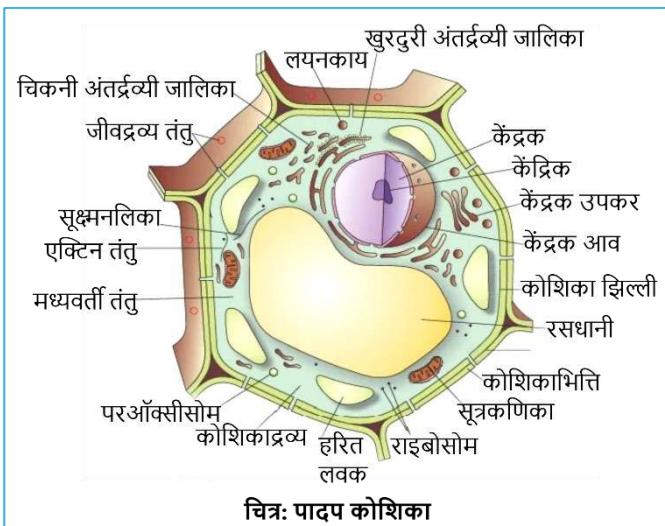 खुरदुरी अंतर्द्रव्यी जालिका
लयनकाय
चिकनी अंतर्द्रव्यी जालिका
जीवद्रव्य तंतु
केंद्रक
केंद्रिक
केंद्रक उपकर
केंद्रक आव
सूक्ष्मनलिका
एक्टिन तंतु
मध्यवर्ती तंतु
कोशिका झिल्ली
रसधानी
कोशिकाभित्ति
सूत्रकणिका
परऑक्सीसोम
कोशिकाद्रव्य
हरित
लवक
राइबोसोम
चित्र: पादप कोशिका